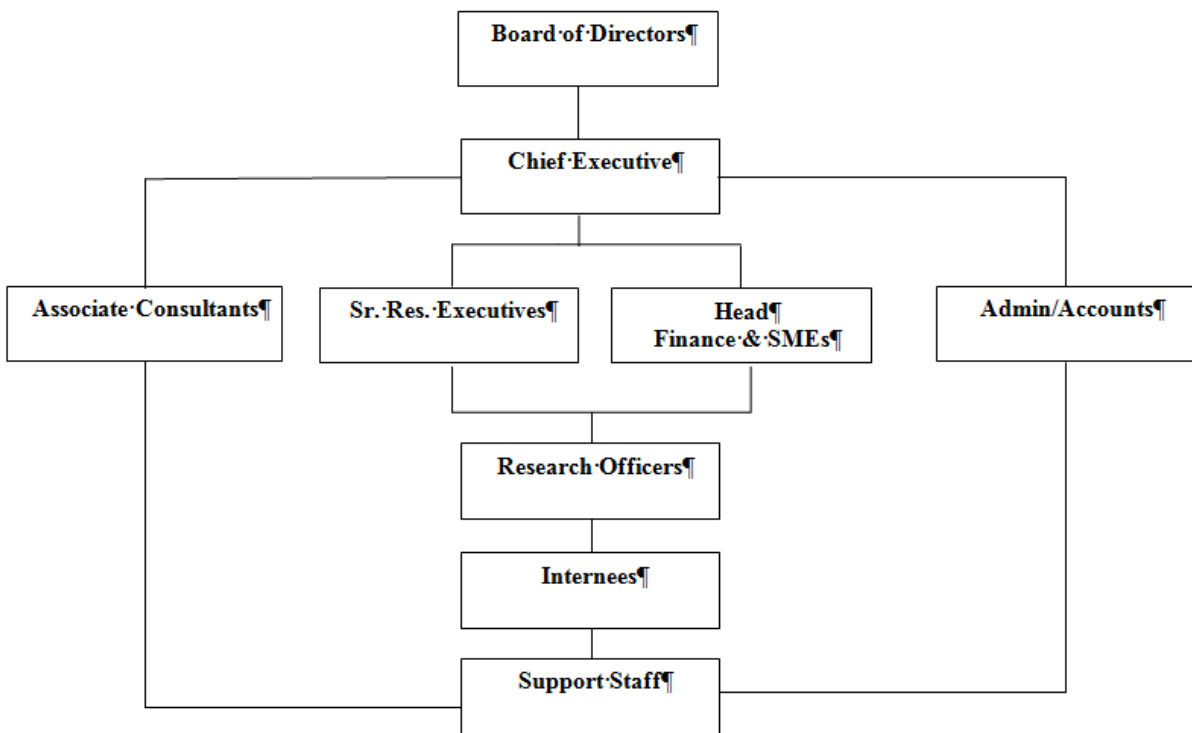 Board·of·Directors¶
Chief·Executive¶
Associate·Consultants¶
Sr.·Res.·Executives¶
Head¶
Finance·&·SMEs¶
Admin/Accounts¶
Research·Officers¶
Internees¶
Support·Staff¶